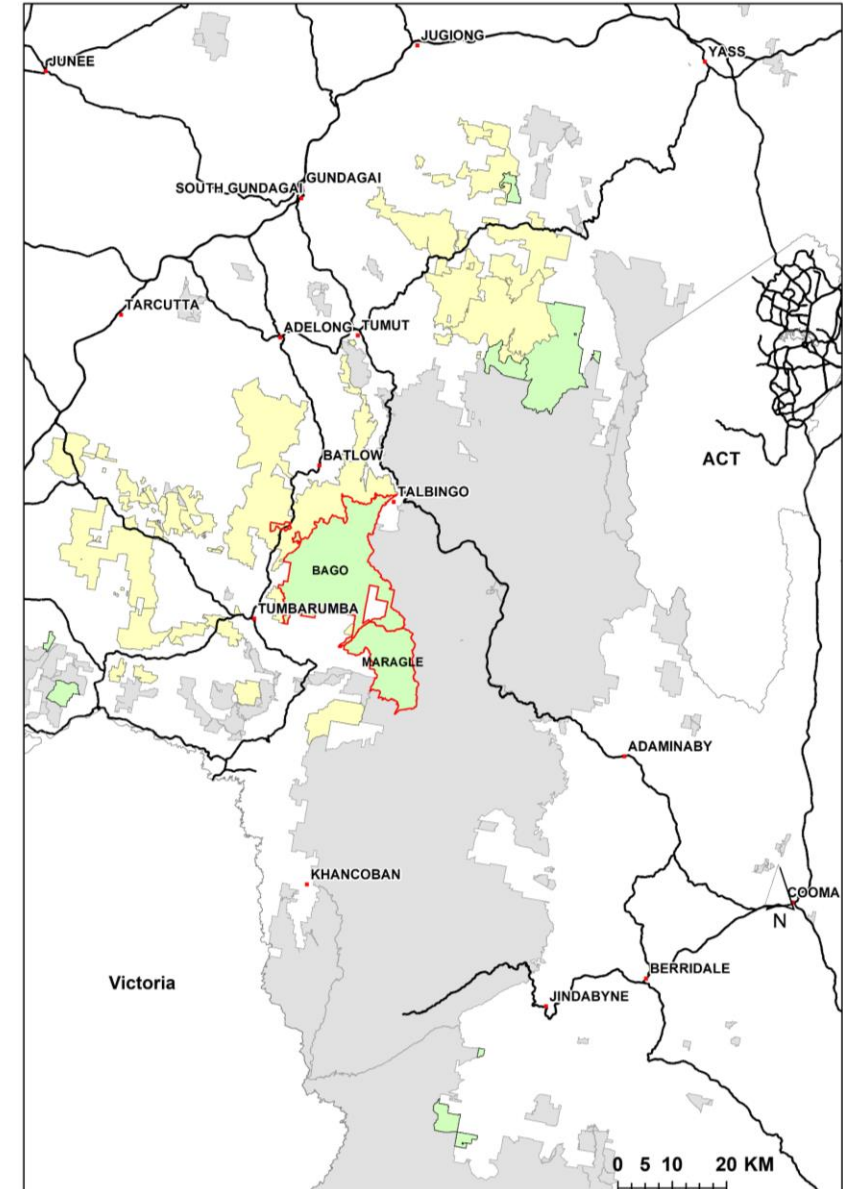 JUGIONG
JUNEE
YASS
GUNDAGAI
SOUTH GUNDAGAI
TARCUTTA
ADELONG
TUMUT
BATLOW
ACT
TALBINGO
BAGO
TUMBARUMBA
MARAGLE
ADAMINABY
KHANCOBAN
COOMA
N
BERRIDALE
Victoria
JINDABYNE
0 5 10 20 KM